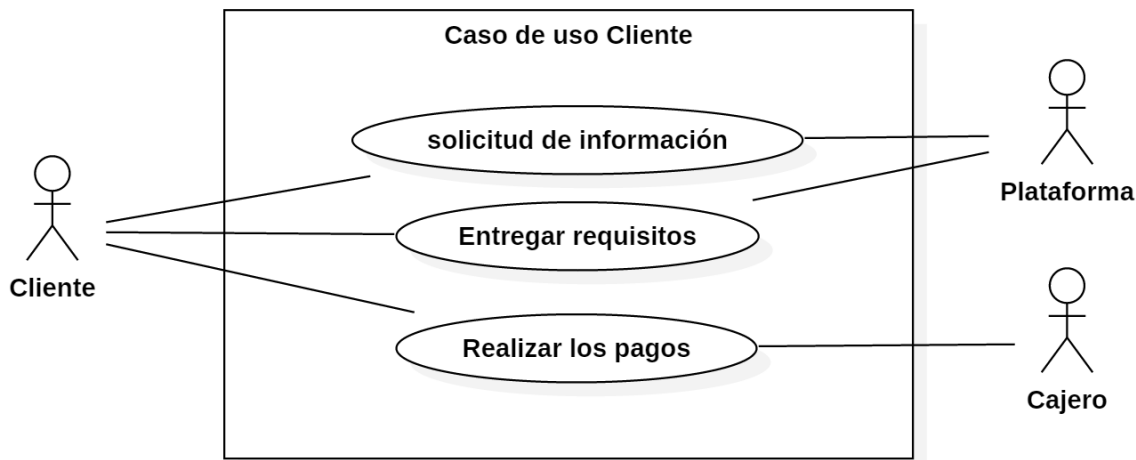 Caso de uso Cliente
solicitud de información
Plataforma
Entregar requisitos
Cliente
Realizar los pagos
Cajero